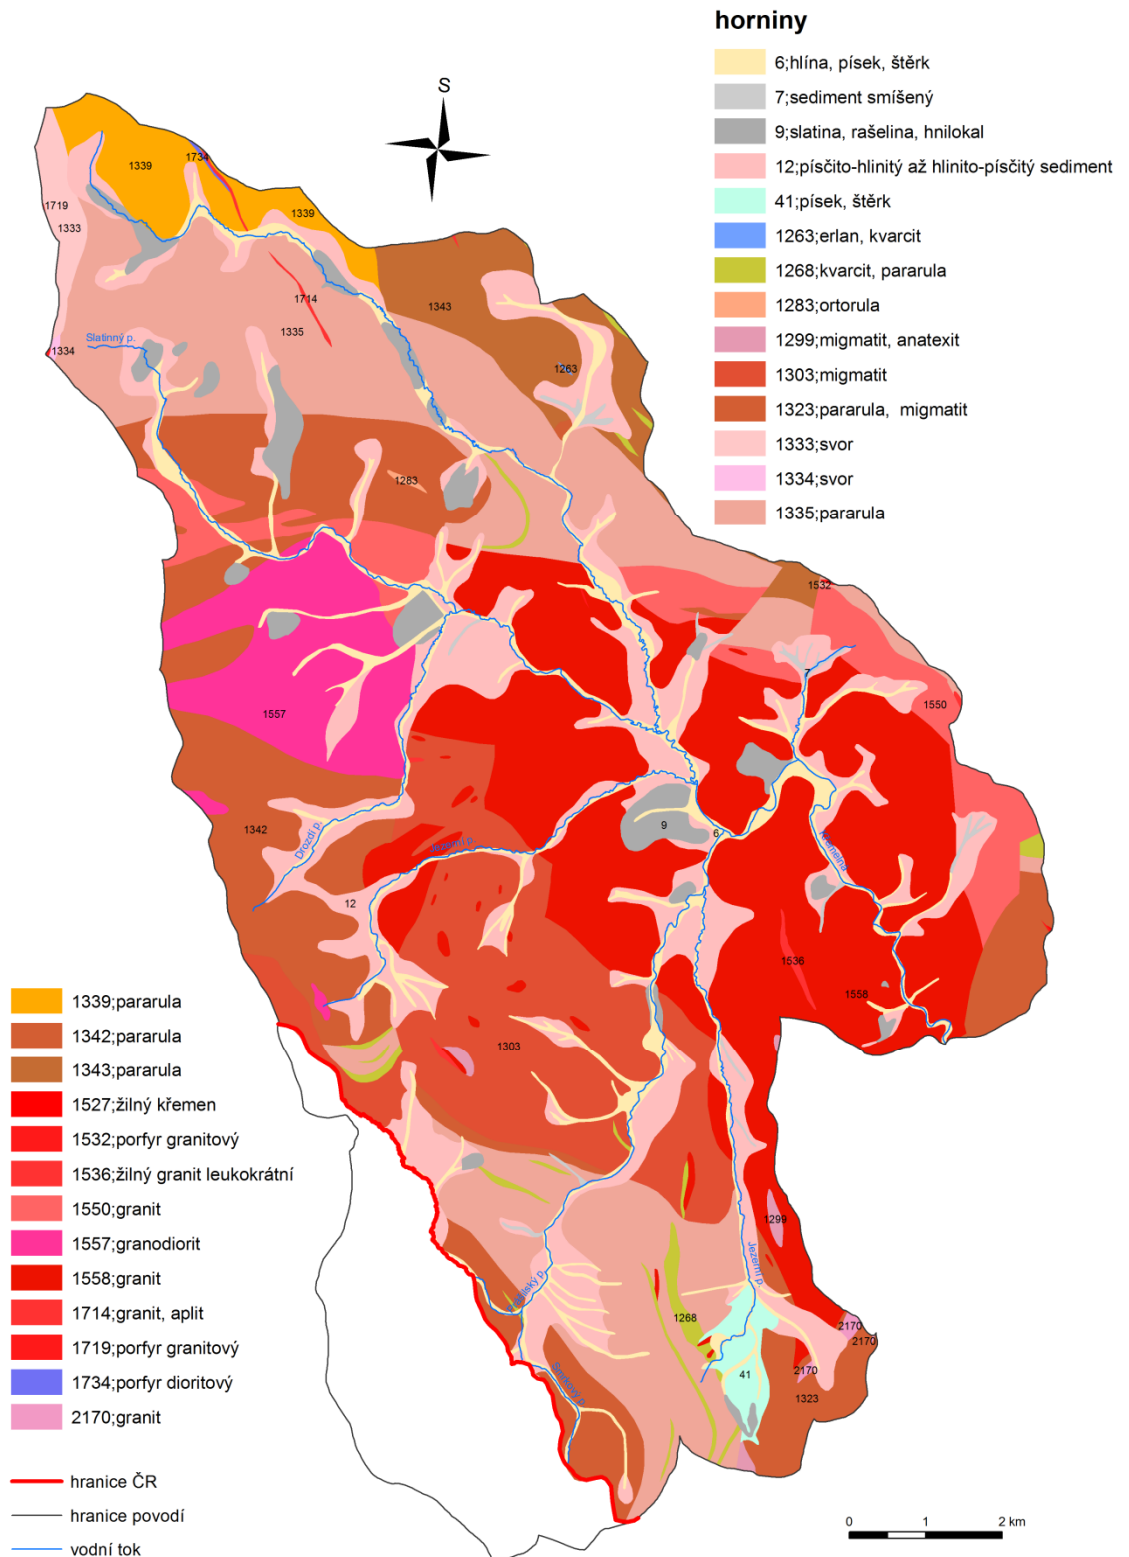 horniny
6;hlína, písek, štěrk
7;sediment smíšený
9;slatina, rašelina, hnilokal
12;písčito-hlinitý až hlinito-písčitý sediment
41;písek, štěrk
1263;erlan, kvarcit
1268;kvarcit, pararula
1283;ortorula
1299;migmatit, anatexit
1303;migmatit
1323;pararula, migmatit
1333;svor
1334;svor
1335;pararula
S
1734
1339
1719
1339
1333
1714
1343
1335
Slatinný p.
1334
1263
1283
1532
7
1550
1557
1342
Drozdí p.
Jezerní p.
9
6
Křemelná
12
1536
1558
1303
1299
Jezerní p.
1268
2170
2170
2170
41
1323
Smrkový p.
1339;pararula
1342;pararula
1343;pararula
1527;žilný křemen
1532;porfyr granitový
1536;žilný granit leukokrátní
1550;granit
1557;granodiorit
1558;granit
1714;granit, aplit
1719;porfyr granitový
1734;porfyr dioritový
2170;granit
hranice ČR
hranice povodí
vodní tok
0 1 2 km